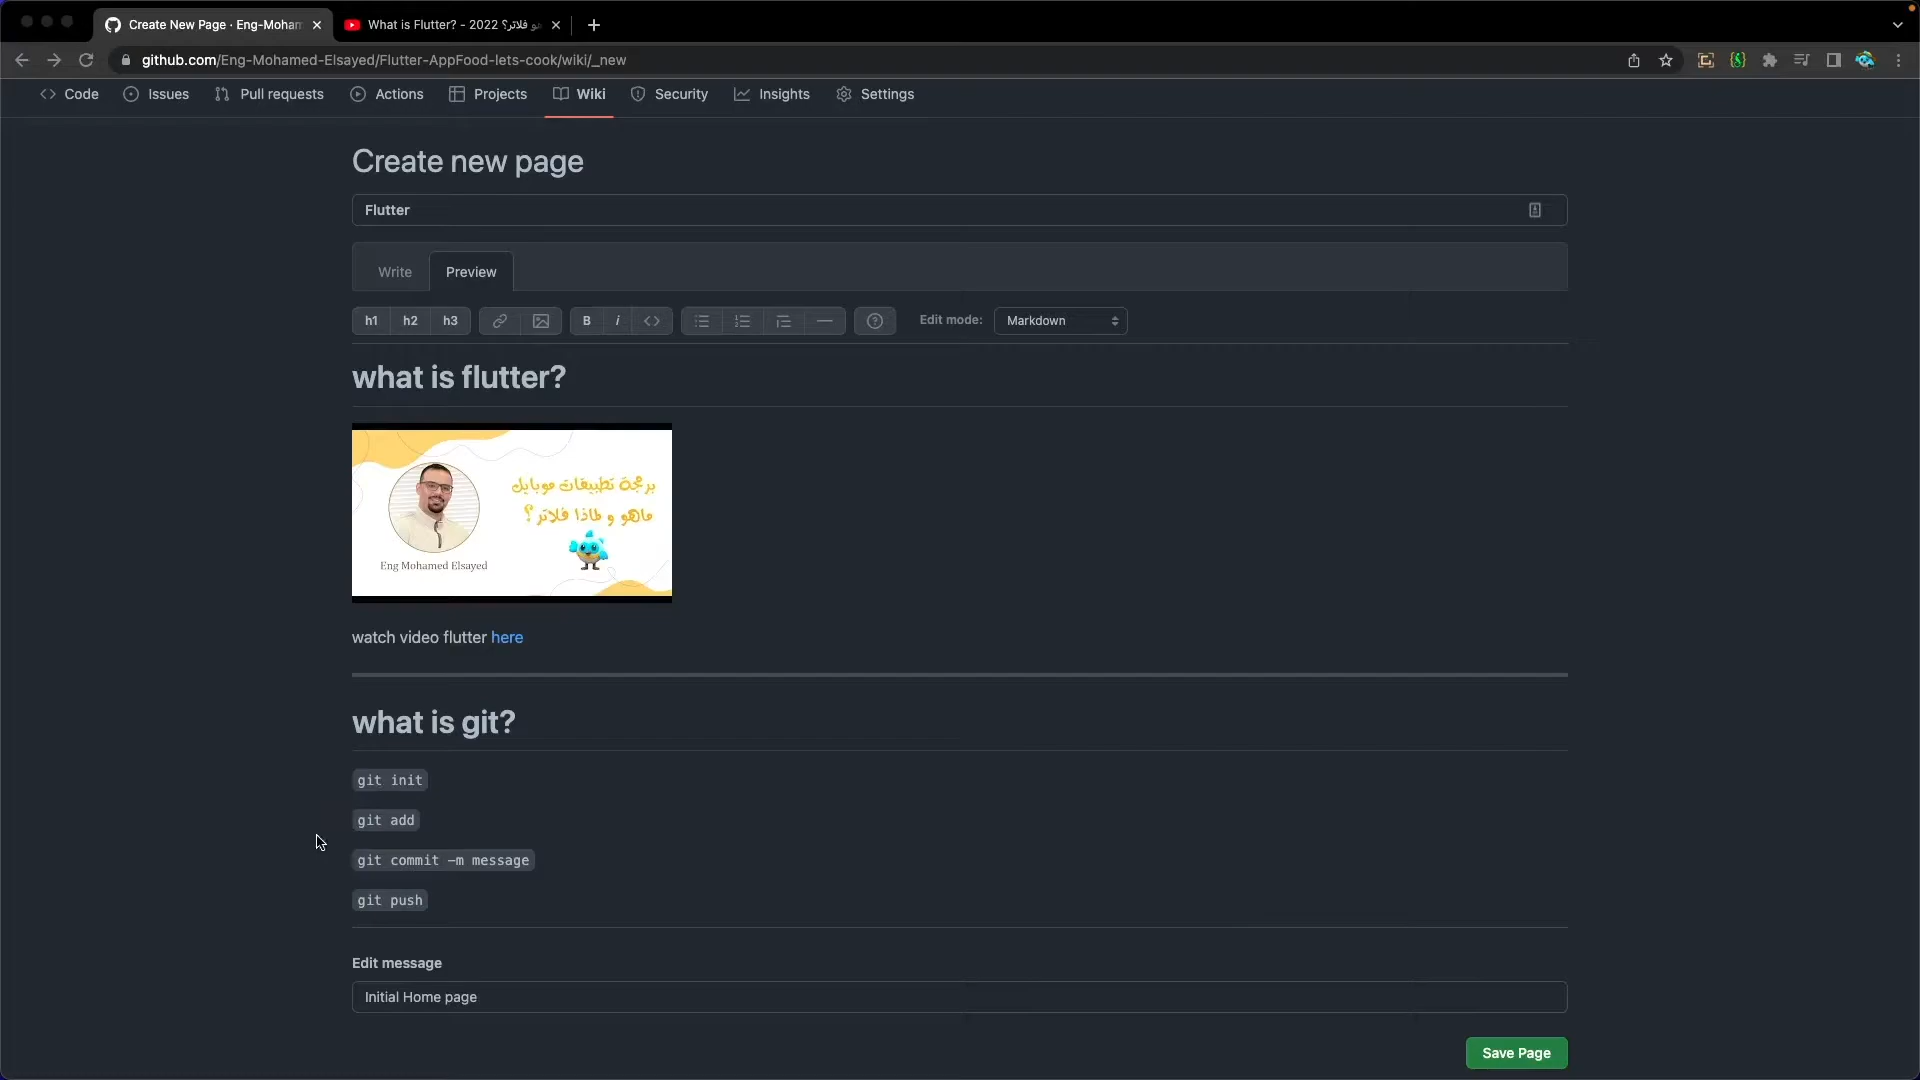 Create New Page · Eng-Moham
What is Flutter? - 2022 هو فلاتر؟
github.com/Eng-Mohamed-Elsayed/Flutter-AppFood-lets-cook/wiki/_new
Code
Issues
Pull requests
Actions
Projects
Wiki
Security
Insights
Settings
Create new page
Flutter
Write
Preview
h1 h2 h3 B i <> Edit mode: Markdown
what is flutter?
برمجة تطبيقات موبايل
ماهو و لماذا فلاتر؟
Eng Mohamed Elsayed
watch video flutter here
what is git?
git init
git add
git commit -m message
git push
Edit message
Initial Home page
Save Page